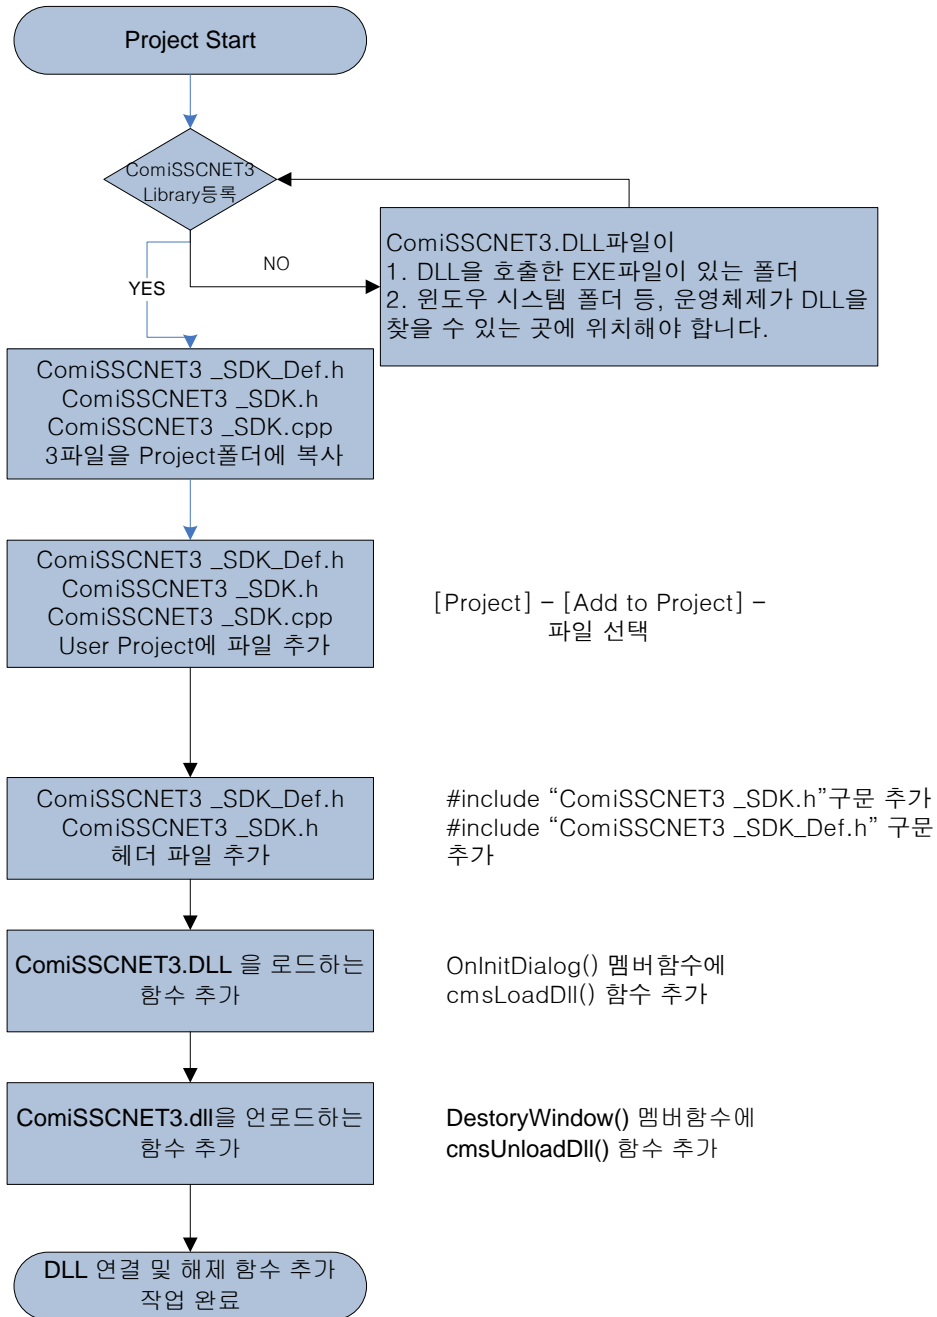 Project Start
ComiSSCNET3
Library등록
NO
YES
ComiSSCNET3.DLL파일이
1. DLL을 호출한 EXE파일이 있는 폴더
2. 윈도우 시스템 폴더 등, 운영체제가 DLL을
찾을 수 있는 곳에 위치해야 합니다.
ComiSSCNET3 _SDK_Def.h
ComiSSCNET3 _SDK.h
ComiSSCNET3 _SDK.cpp
3파일을 Project폴더에 복사
ComiSSCNET3 _SDK_Def.h
ComiSSCNET3 _SDK.h
ComiSSCNET3 _SDK.cpp
User Project에 파일 추가
[Project] – [Add to Project] –
파일 선택
ComiSSCNET3 _SDK_Def.h
ComiSSCNET3 _SDK.h
헤더 파일 추가
#include “ComiSSCNET3 _SDK.h”구문 추가
#include “ComiSSCNET3 _SDK_Def.h” 구문
추가
ComiSSCNET3.DLL 을 로드하는
함수 추가
OnInitDialog() 멤버함수에
cmsLoadDll() 함수 추가
ComiSSCNET3.dll을 언로드하는
함수 추가
DestoryWindow() 멤버함수에
cmsUnloadDll() 함수 추가
DLL 연결 및 해제 함수 추가
작업 완료